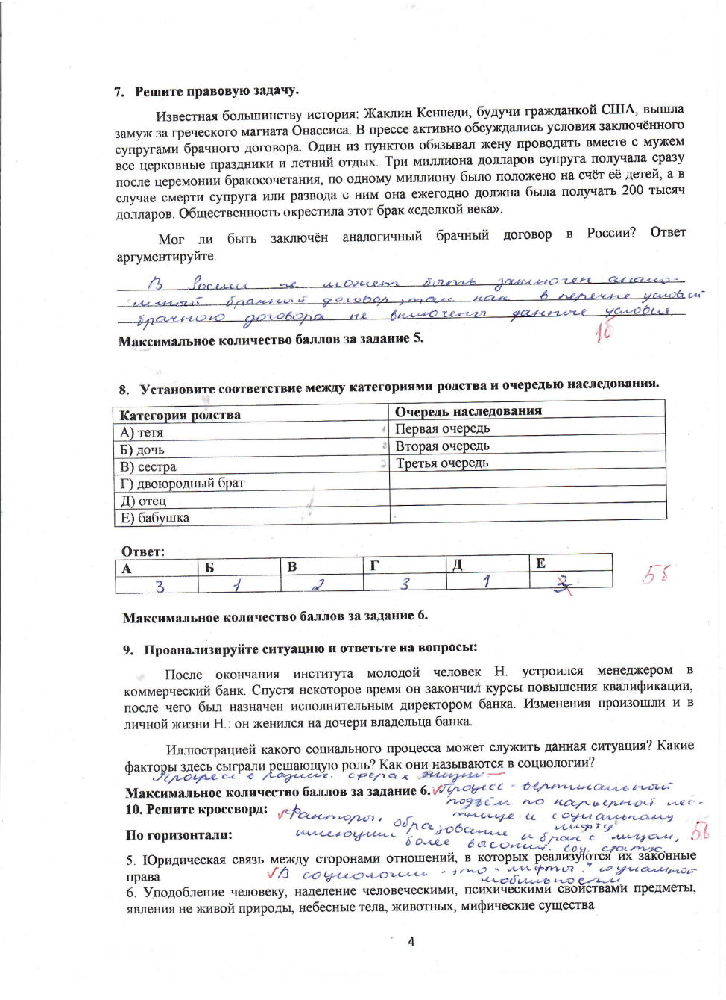 7. Решите правовую задачу.
Известная большинству история: Жаклин Кеннеди, будучи гражданкой США, вышла
замуж за греческого магната Онассиса. В прессе активно обсуждались условия заключённого
супругами брачного договора. Один из пунктов обязывал жену проводить вместе с мужем
все церковные праздники и летний отдых. Три миллиона долларов супруга получала сразу
после церемонии бракосочетания, по одному миллиону было положено на счёт её детей, а в
случае смерти супруга или развода с ним она ежегодно должна была получать 200 тысяч
долларов. Общественность окрестила этот брак «сделкой века».
Мог ли быть заключён аналогичный брачный договор в России? Ответ
аргументируйте.
В России не может быть заключен анало-
гичный брачный договор, так как в перечне условий
брачного договора не включены данные условия.
Максимальное количество баллов за задание 5.
1б
8. Установите соответствие между категориями родства и очередью наследования.
Категория родства Очередь наследования
А) тетя 1 Первая очередь
Б) дочь 2 Вторая очередь
В) сестра 3 Третья очередь
Г) двоюродный брат
Д) отец
Е) бабушка
Ответ:
А Б В Г Д Е
3 1 2 3 1 3
5б
Максимальное количество баллов за задание 6.
9. Проанализируйте ситуацию и ответьте на вопросы:
После окончания института молодой человек Н. устроился менеджером в
коммерческий банк. Спустя некоторое время он закончил курсы повышения квалификации,
после чего был назначен исполнительным директором банка. Изменения произошли и в
личной жизни Н.: он женился на дочери владельца банка.
Иллюстрацией какого социального процесса может служить данная ситуация? Какие
факторы здесь сыграли решающую роль? Как они называются в социологии?
Прогресс в разных сферах жизни
Максимальное количество баллов за задание 6. Процесс - вертикальный
подъём по карьерной лес-
10. Решите кроссворд: Факторы: тнице и социальному
лифту
образование и брак с лицом,
По горизонтали: имеющим более высокий соц. статус
5б
5. Юридическая связь между сторонами отношений, в которых реализуются их законные
права В социологии - это "лифты" социальной
мобильности
6. Уподобление человеку, наделение человеческими, психическими свойствами предметы,
явления не живой природы, небесные тела, животных, мифические существа
4